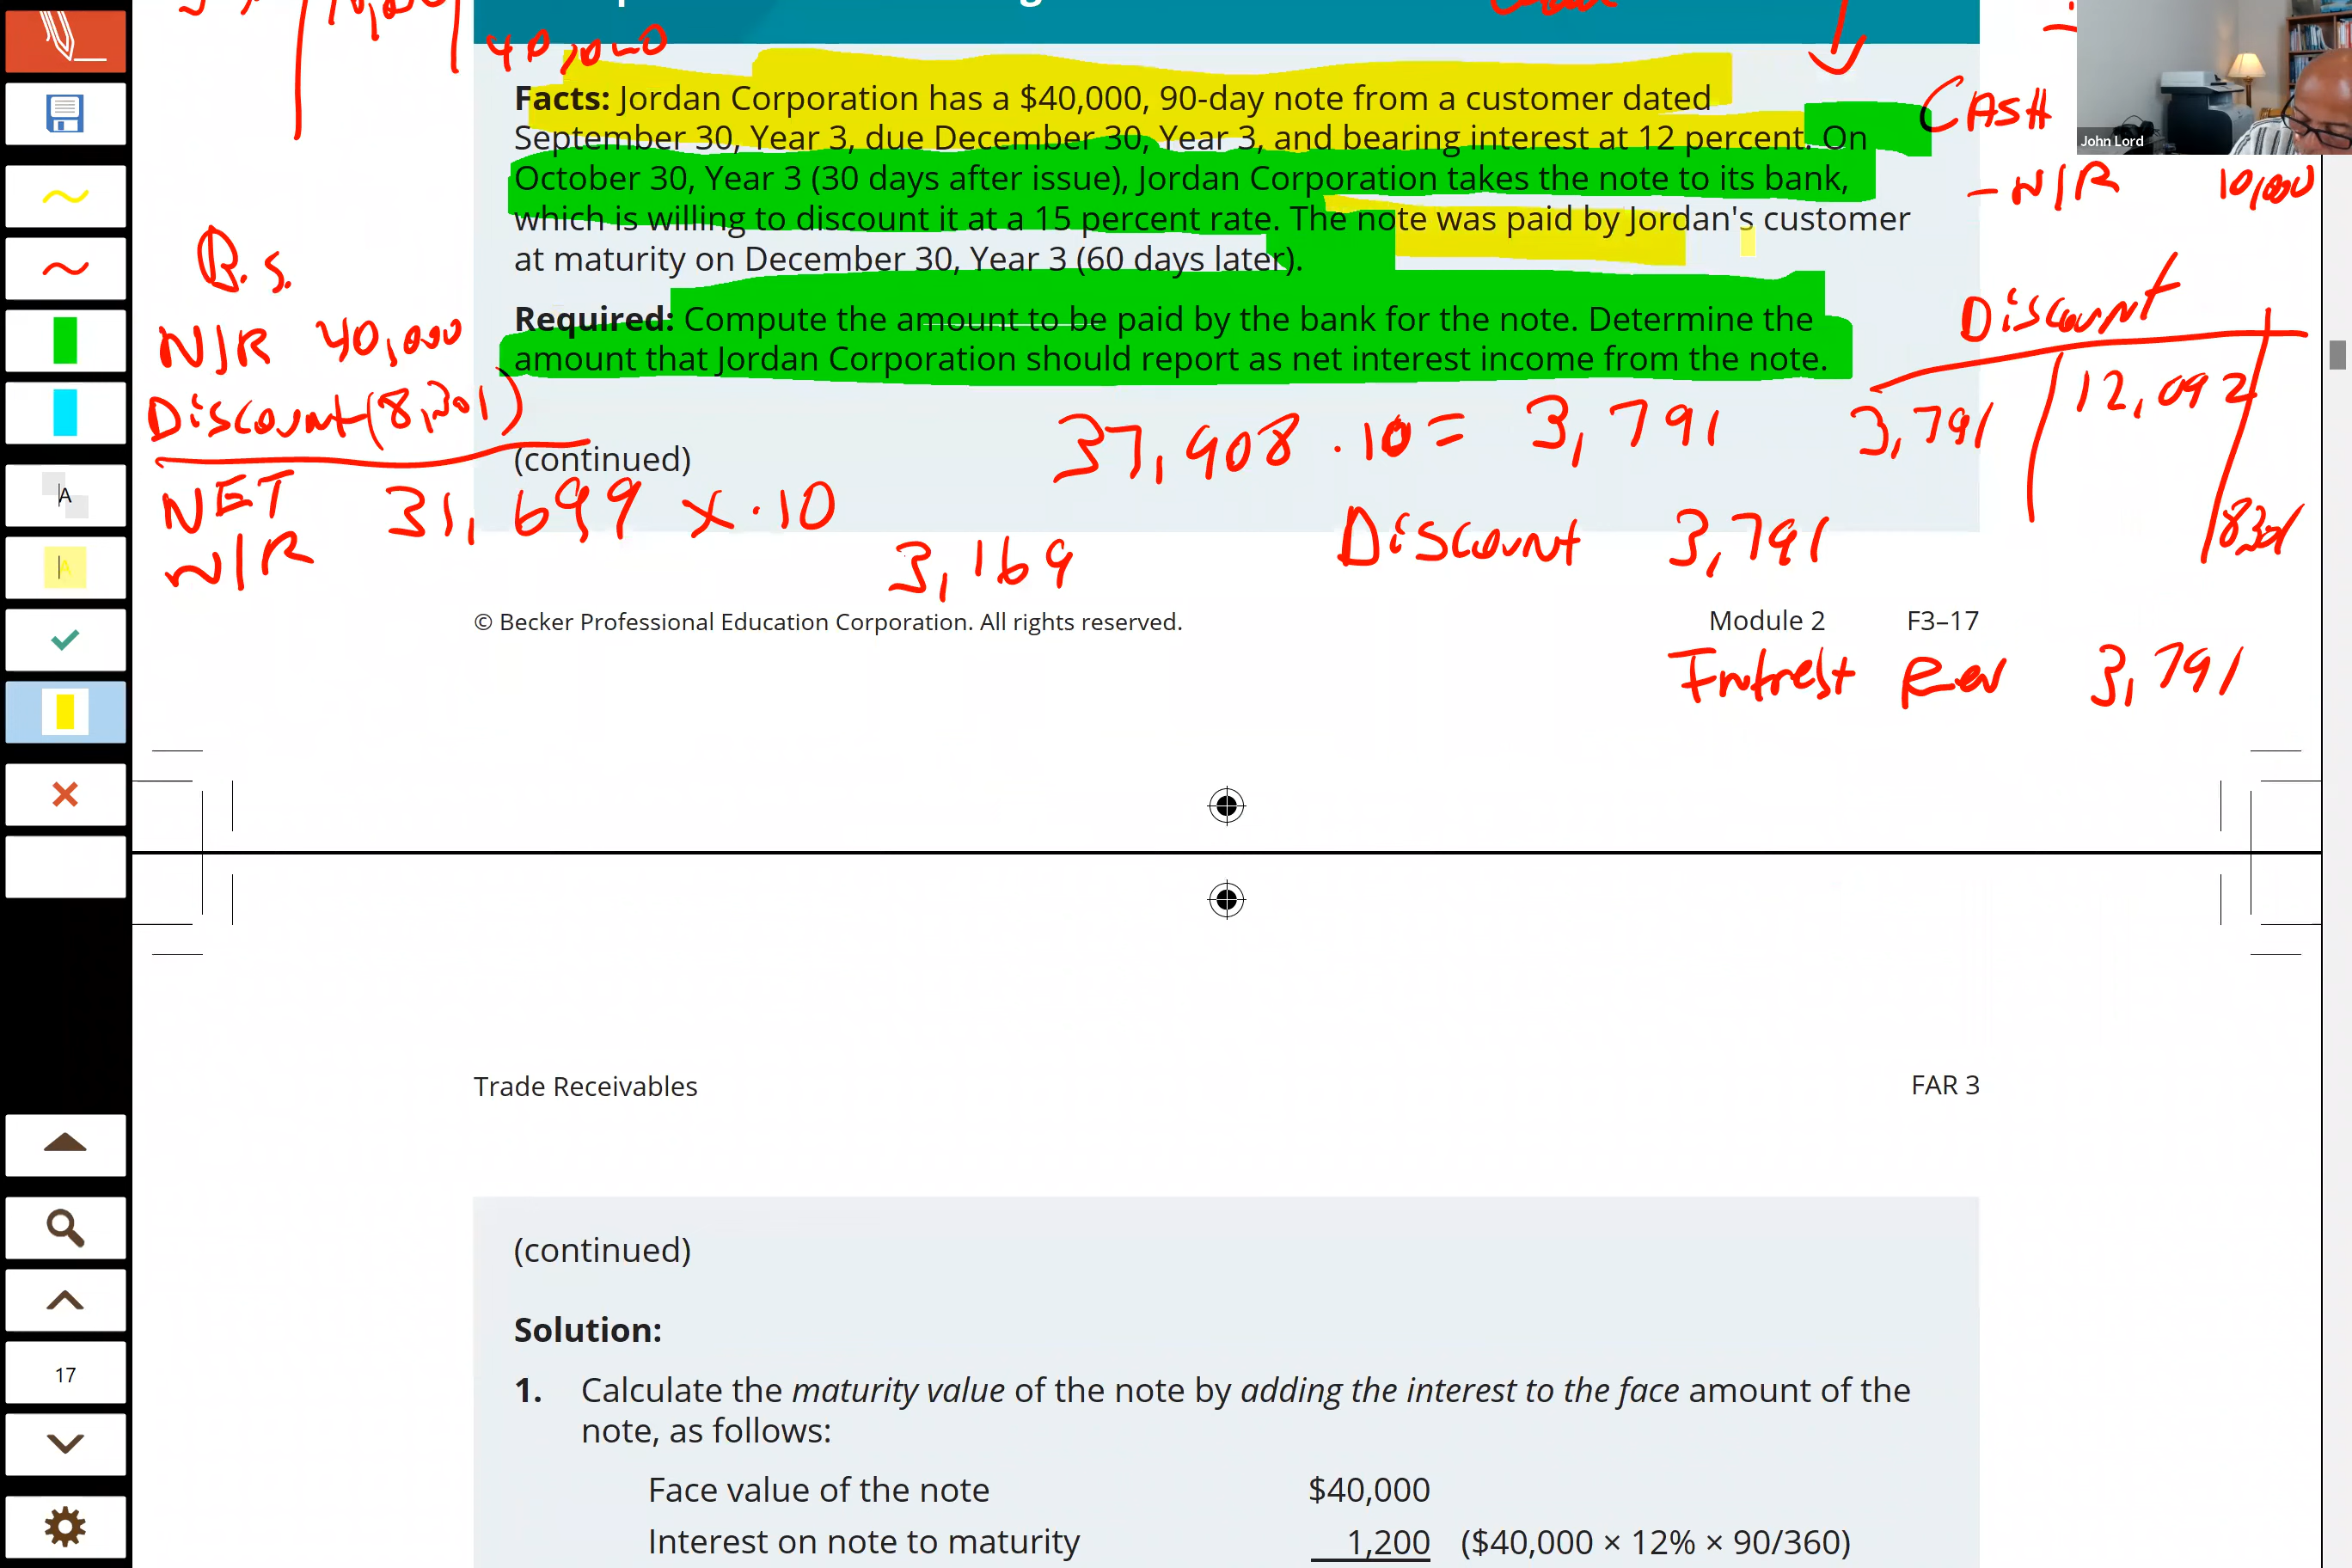 40,000
Facts: Jordan Corporation has a $40,000, 90-day note from a customer dated
September 30, Year 3, due December 30, Year 3, and bearing interest at 12 percent. On
October 30, Year 3 (30 days after issue), Jordan Corporation takes the note to its bank,
which is willing to discount it at a 15 percent rate. The note was paid by Jordan's customer
at maturity on December 30, Year 3 (60 days later).
Required: Compute the amount to be paid by the bank for the note. Determine the
amount that Jordan Corporation should report as net interest income from the note.
(continued)
CASH
John Lord
- N/R 10,000
B.S.
N/R 40,000
Discount (8,301)
NET 31,699 x .10
N/R
3,169
37,908 .10 = 3,791
Discount 3,791
Discount
3,791 12,092
8301
© Becker Professional Education Corporation. All rights reserved.
Module 2 F3–17
Intrest Rev 3,791
Trade Receivables FAR 3
(continued)
Solution:
1. Calculate the maturity value of the note by adding the interest to the face amount of the
note, as follows:
Face value of the note $40,000
Interest on note to maturity 1,200 ($40,000 × 12% × 90/360)
A
A
17